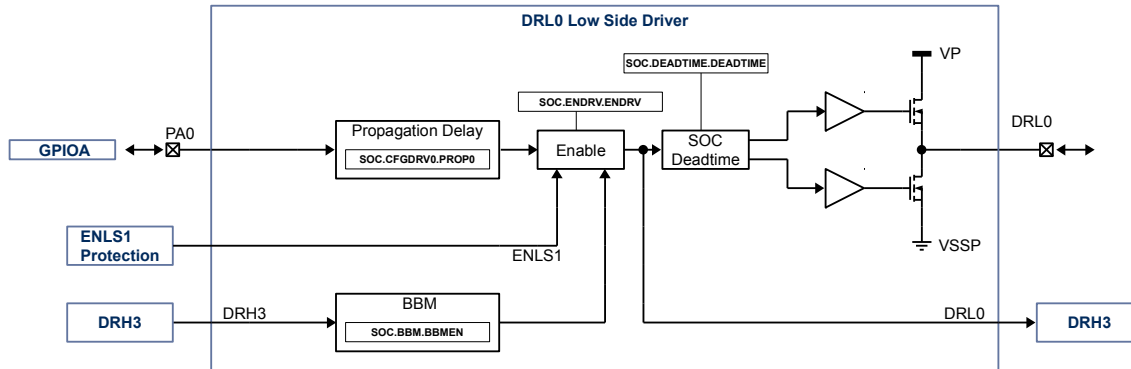 DRL0 Low Side Driver
SOC.DEADTIME.DEADTIME
VP
SOC.ENDRV.ENDRV
PA0
Propagation Delay
DRL0
GPIOA
SOC.CFGDRV0.PROP0
Enable
SOC
Deadtime
ENLS1
Protection
ENLS1
VSSP
BBM
DRH3
DRH3
SOC.BBM.BBMEN
DRL0
DRH3